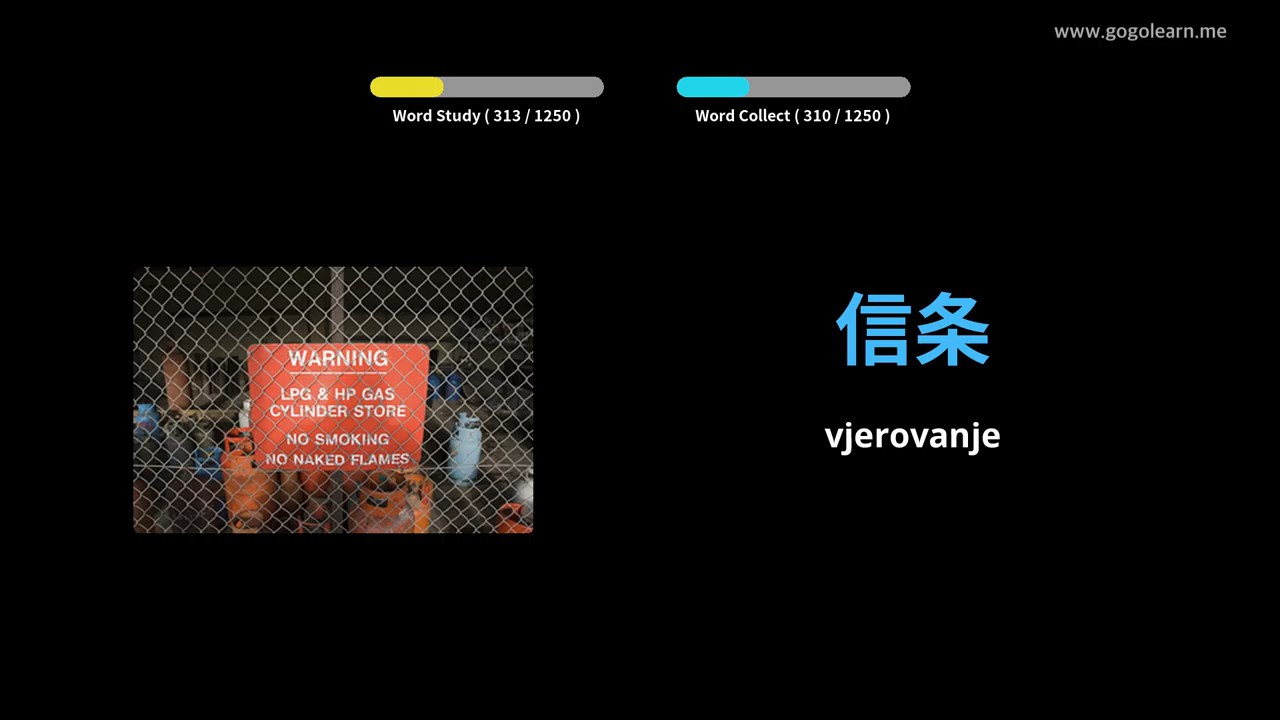 www.gogolearn.me
Word Study ( 313 / 1250 )
Word Collect ( 310 / 1250 )
WARNING
LPG & HP GAS
CYLINDER STORE
NO SMOKING
NO NAKED FLAMES
信条
vjerovanje